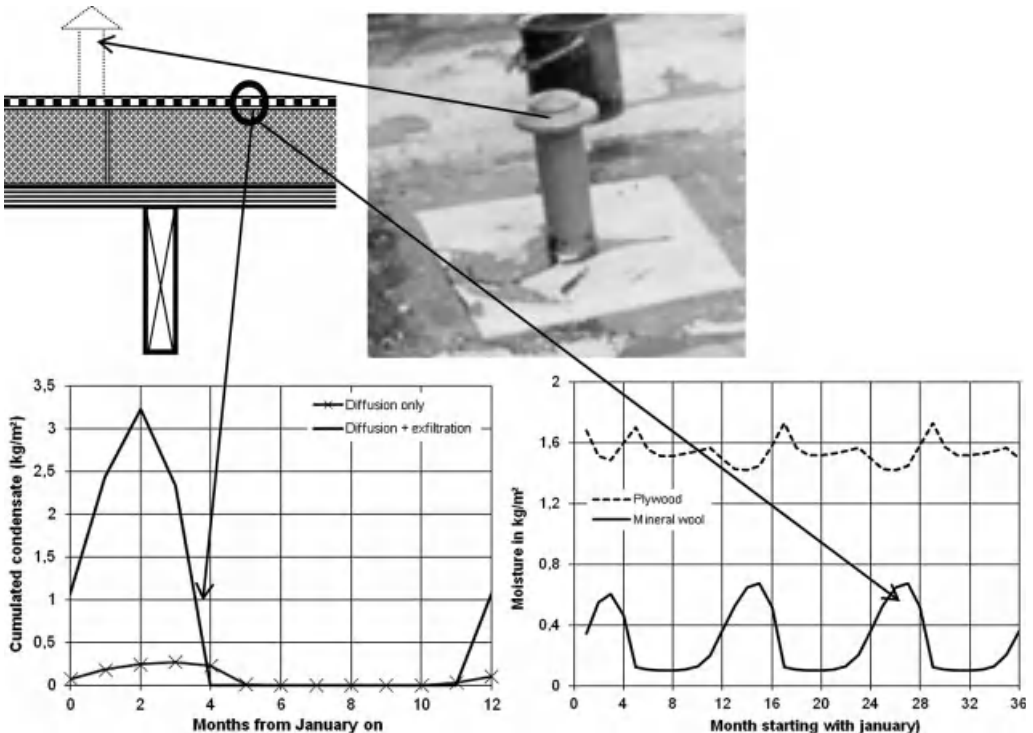 3,5
3
2,5
2
1,5
1
0,5
0
Cumulated condensate (kg/m²)
Diffusion only
Diffusion + exfiltration
0 2 4 6 8 10 12
Months from January on
2
1,6
1,2
0,8
0,4
0
Moisture in kg/m²
Plywood
Mineral wool
0 4 8 12 16 20 24 28 32 36
Month starting with january)